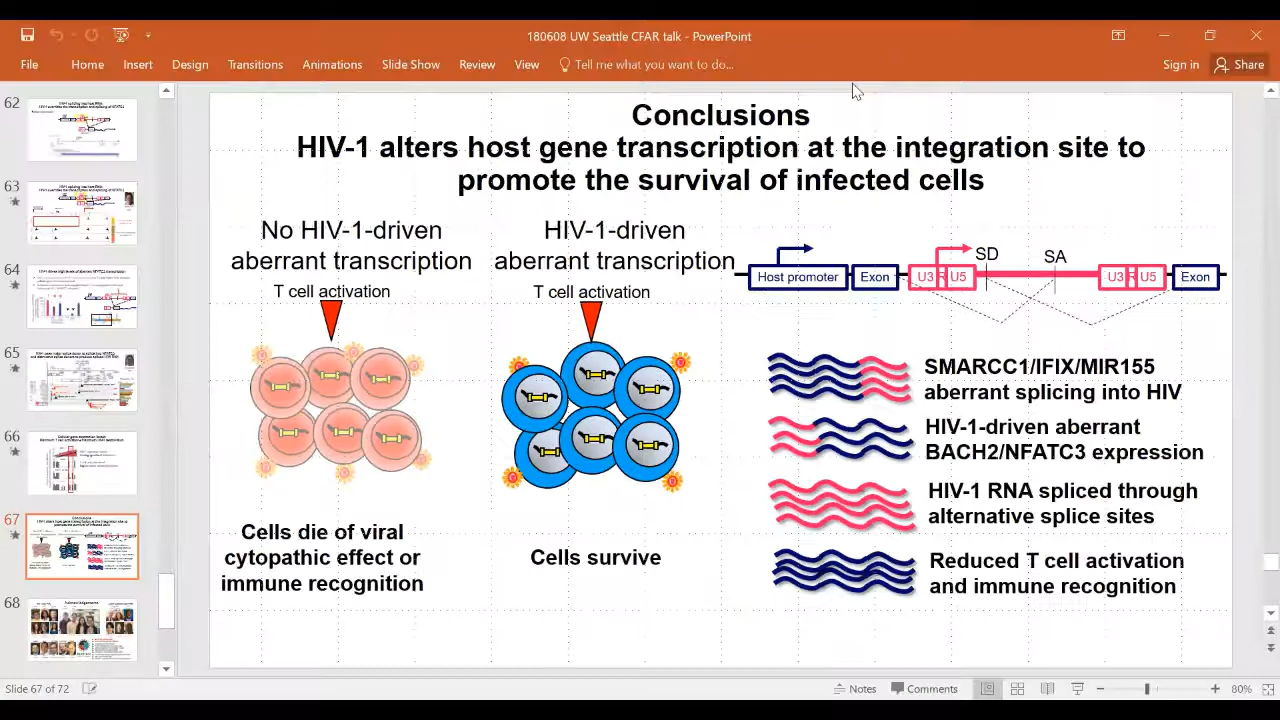 180608 UW Seattle CFAR talk - PowerPoint
File Home Insert Design Transitions Animations Slide Show Review View Tell me what you want to do... Sign in Share
Conclusions
HIV-1 alters host gene transcription at the integration site to
promote the survival of infected cells
No HIV-1-driven
aberrant transcription
T cell activation
Cells die of viral
cytopathic effect or
immune recognition
HIV-1-driven
aberrant transcription
T cell activation
Cells survive
SD
SA
Host promoter Exon U3 R U5 U3 R U5 Exon
SMARCC1/IFIX/MIR155
aberrant splicing into HIV
HIV-1-driven aberrant
BACH2/NFATC3 expression
HIV-1 RNA spliced through
alternative splice sites
Reduced T cell activation
and immune recognition
62
63
64
65
66
67
68
Slide 67 of 72 Notes Comments 80%